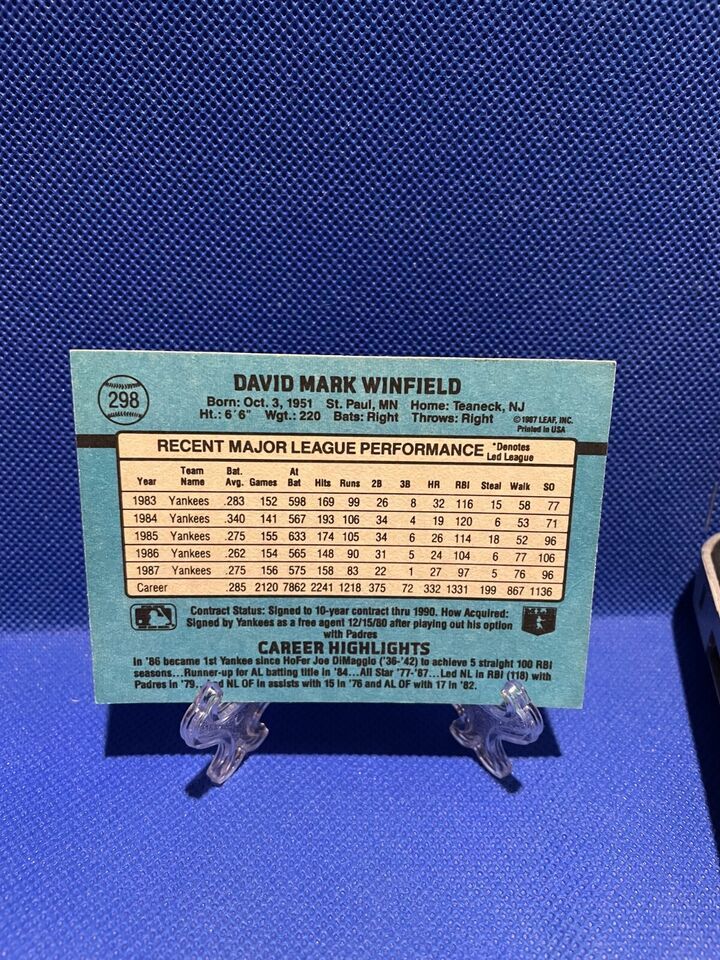 298
DAVID MARK WINFIELD
Born: Oct. 3, 1951 St. Paul, MN Home: Teaneck, NJ
Ht.: 6'6" Wgt.: 220 Bats: Right Throws: Right
©1987 LEAF, INC.
Printed in USA
RECENT MAJOR LEAGUE PERFORMANCE *Denotes Led League
Year Team Name Bat. Avg. Games At Bat Hits Runs 2B 3B HR RBI Steal Walk SO
1983 Yankees .283 152 598 169 99 26 8 32 116 15 58 77
1984 Yankees .340 141 567 193 106 34 4 19 120 6 53 71
1985 Yankees .275 155 633 174 105 34 6 26 114 18 52 96
1986 Yankees .262 154 565 148 90 31 5 24 104 6 77 106
1987 Yankees .275 156 575 158 83 22 1 27 97 5 76 96
Career .285 2120 7862 2241 1218 375 72 332 1331 199 867 1136
Contract Status: Signed to 10-year contract thru 1990. How Acquired:
Signed by Yankees as a free agent 12/15/80 after playing out his option
with Padres
CAREER HIGHLIGHTS
In '86 became 1st Yankee since HoFer Joe DiMaggio ('36-'42) to achieve 5 straight 100 RBI
seasons...Runner-up for AL batting title in '84...All Star '77-'87...Led NL in RBI (118) with
Padres in '79... NL OF in assists with 15 in '76 and AL OF with 17 in '82.